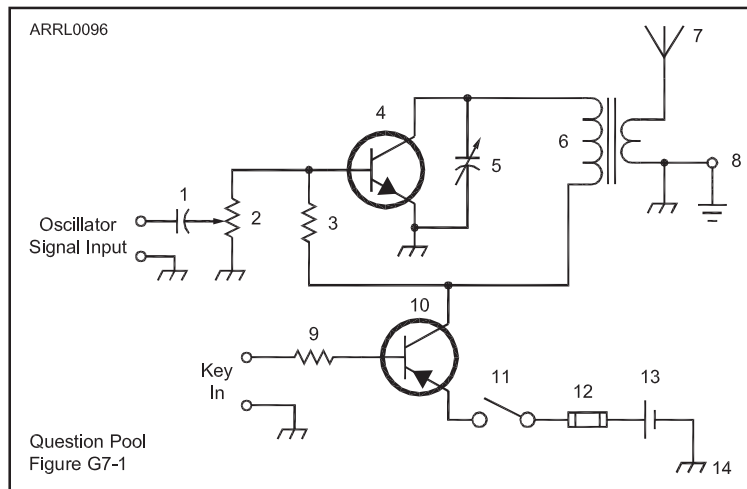 ARRL0096
7
4
6
5
8
1
2
3
Oscillator
Signal Input
10
9
11
12
13
Key
In
14
Question Pool
Figure G7-1